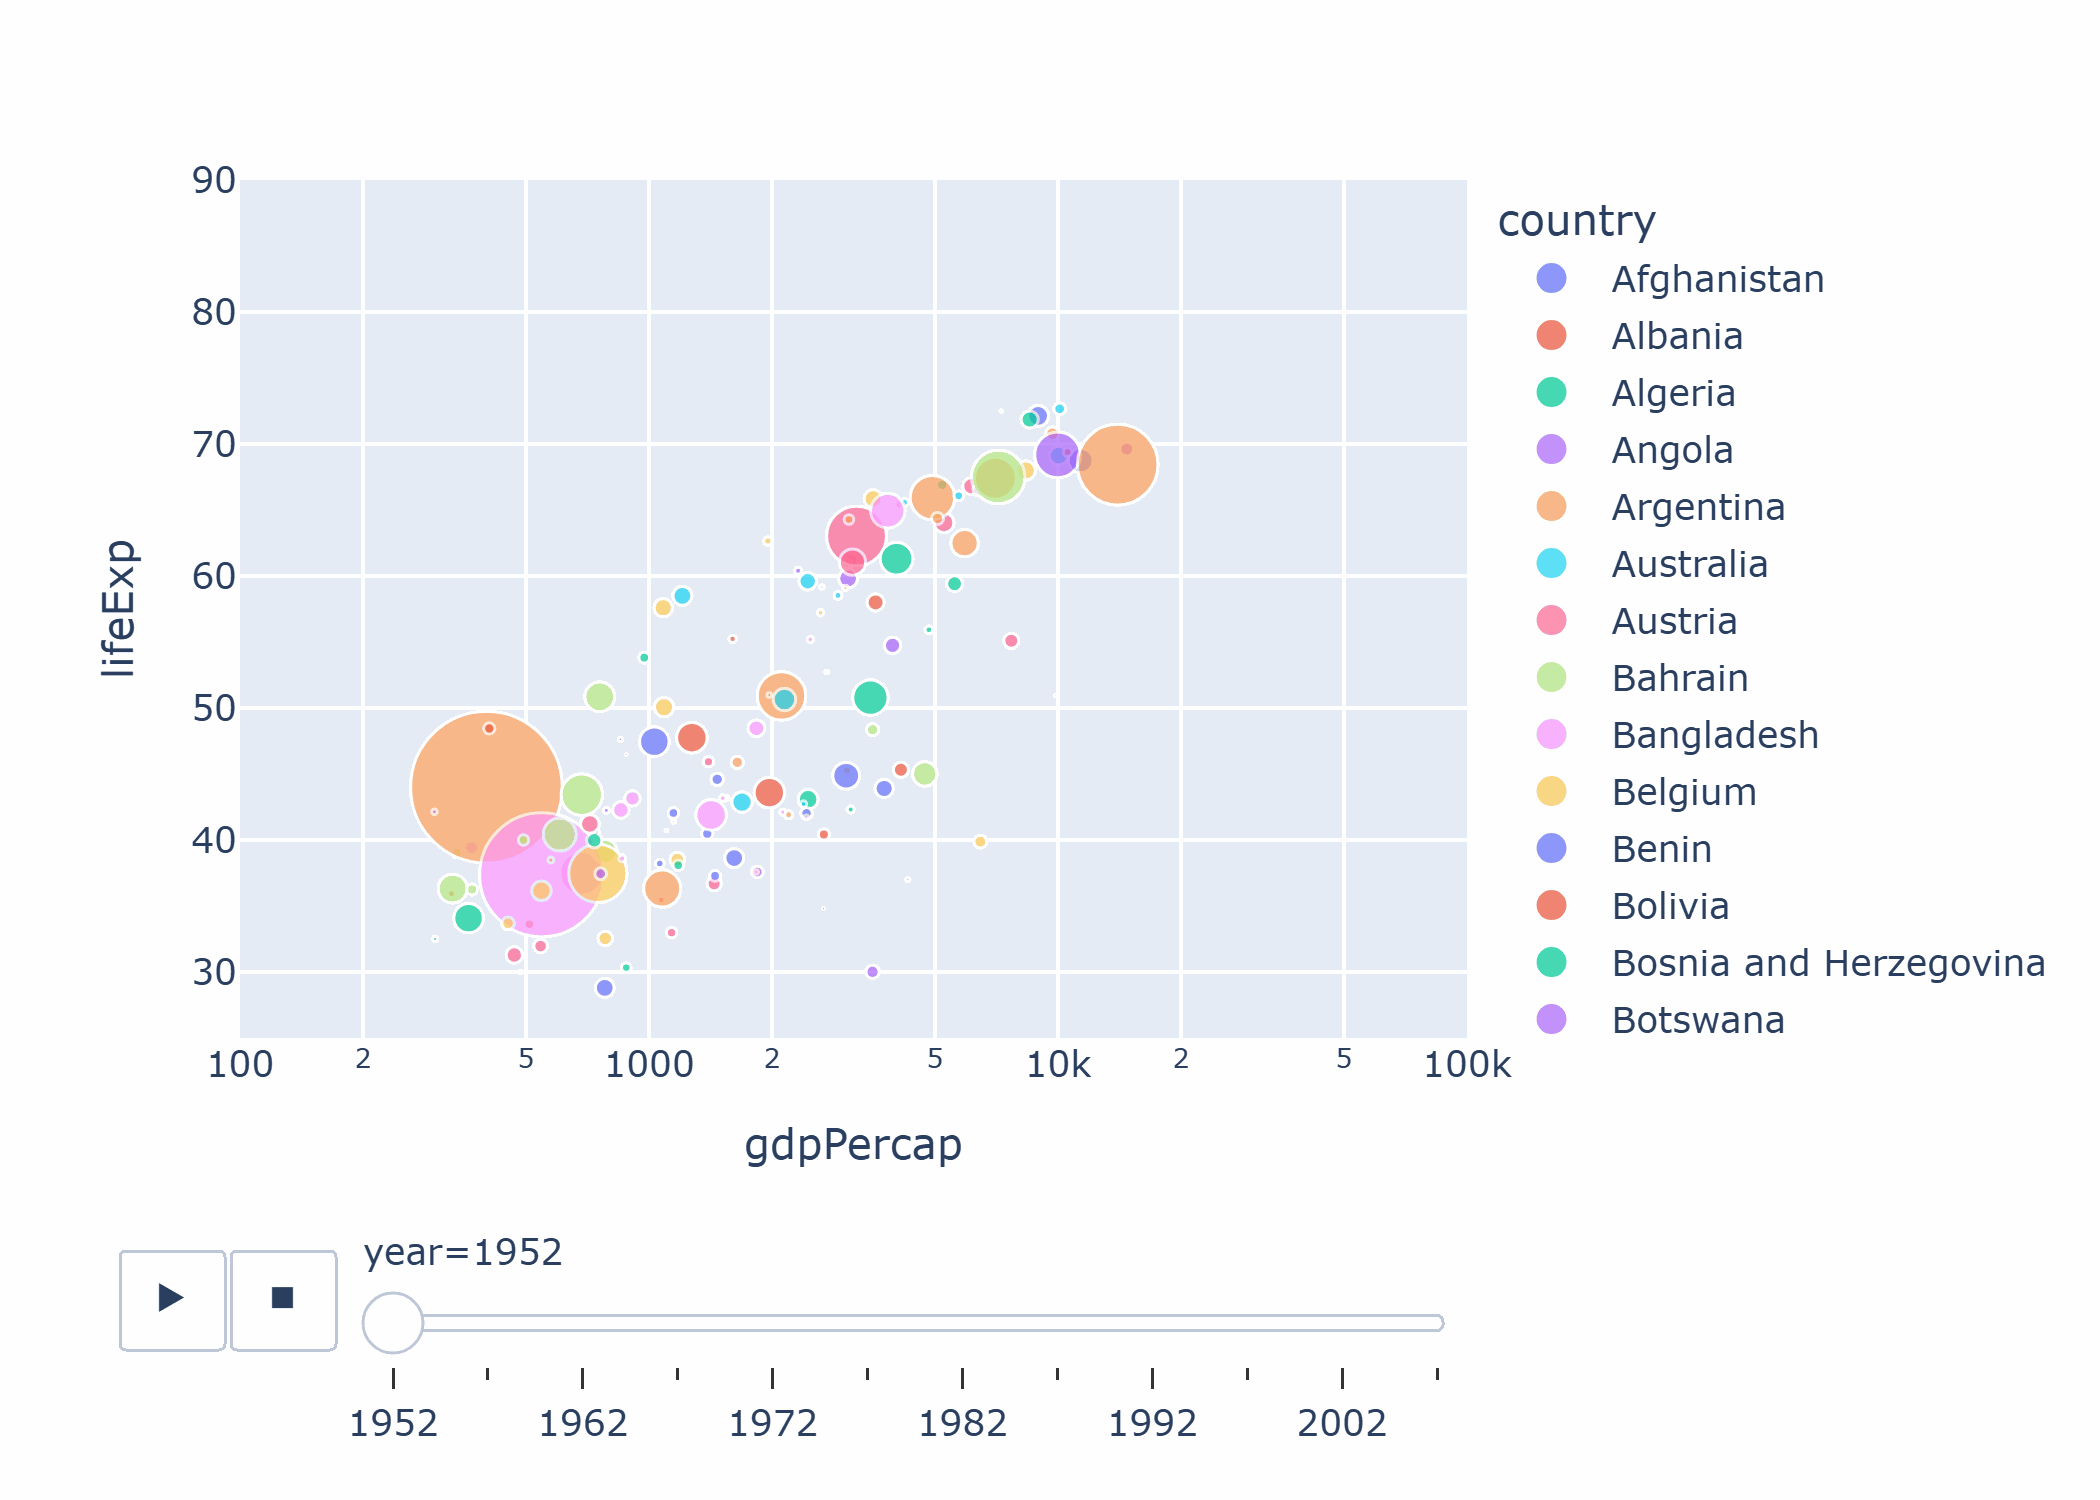 90
80
70
60
50
40
30
lifeExp
100 2 5 1000 2 5 10k 2 5 100k
gdpPercap
country
Afghanistan
Albania
Algeria
Angola
Argentina
Australia
Austria
Bahrain
Bangladesh
Belgium
Benin
Bolivia
Bosnia and Herzegovina
Botswana
year=1952
1952 1962 1972 1982 1992 2002